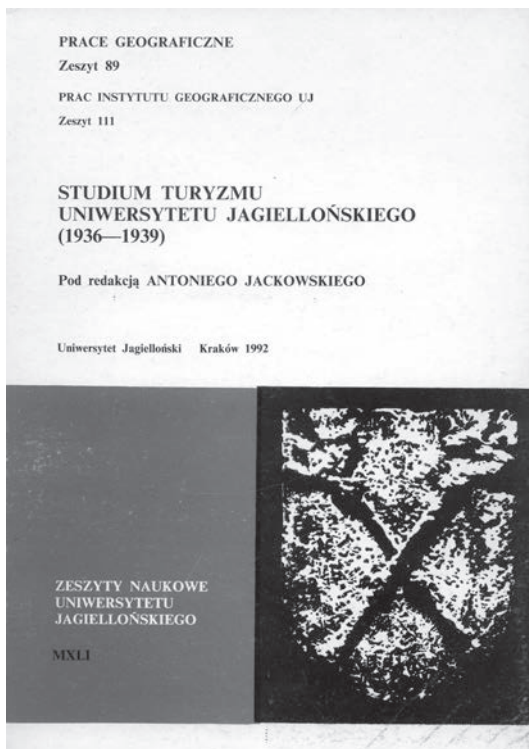 PRACE GEOGRAFICZNE
Zeszyt 89
PRAC INSTYTUTU GEOGRAFICZNEGO UJ
Zeszyt 111
STUDIUM TURYZMU
UNIWERSYTETU JAGIELLOŃSKIEGO
(1936—1939)
Pod redakcją ANTONIEGO JACKOWSKIEGO
Uniwersytet Jagielloński Kraków 1992
ZESZYTY NAUKOWE
UNIWERSYTETU
JAGIELLOŃSKIEGO
MXLI